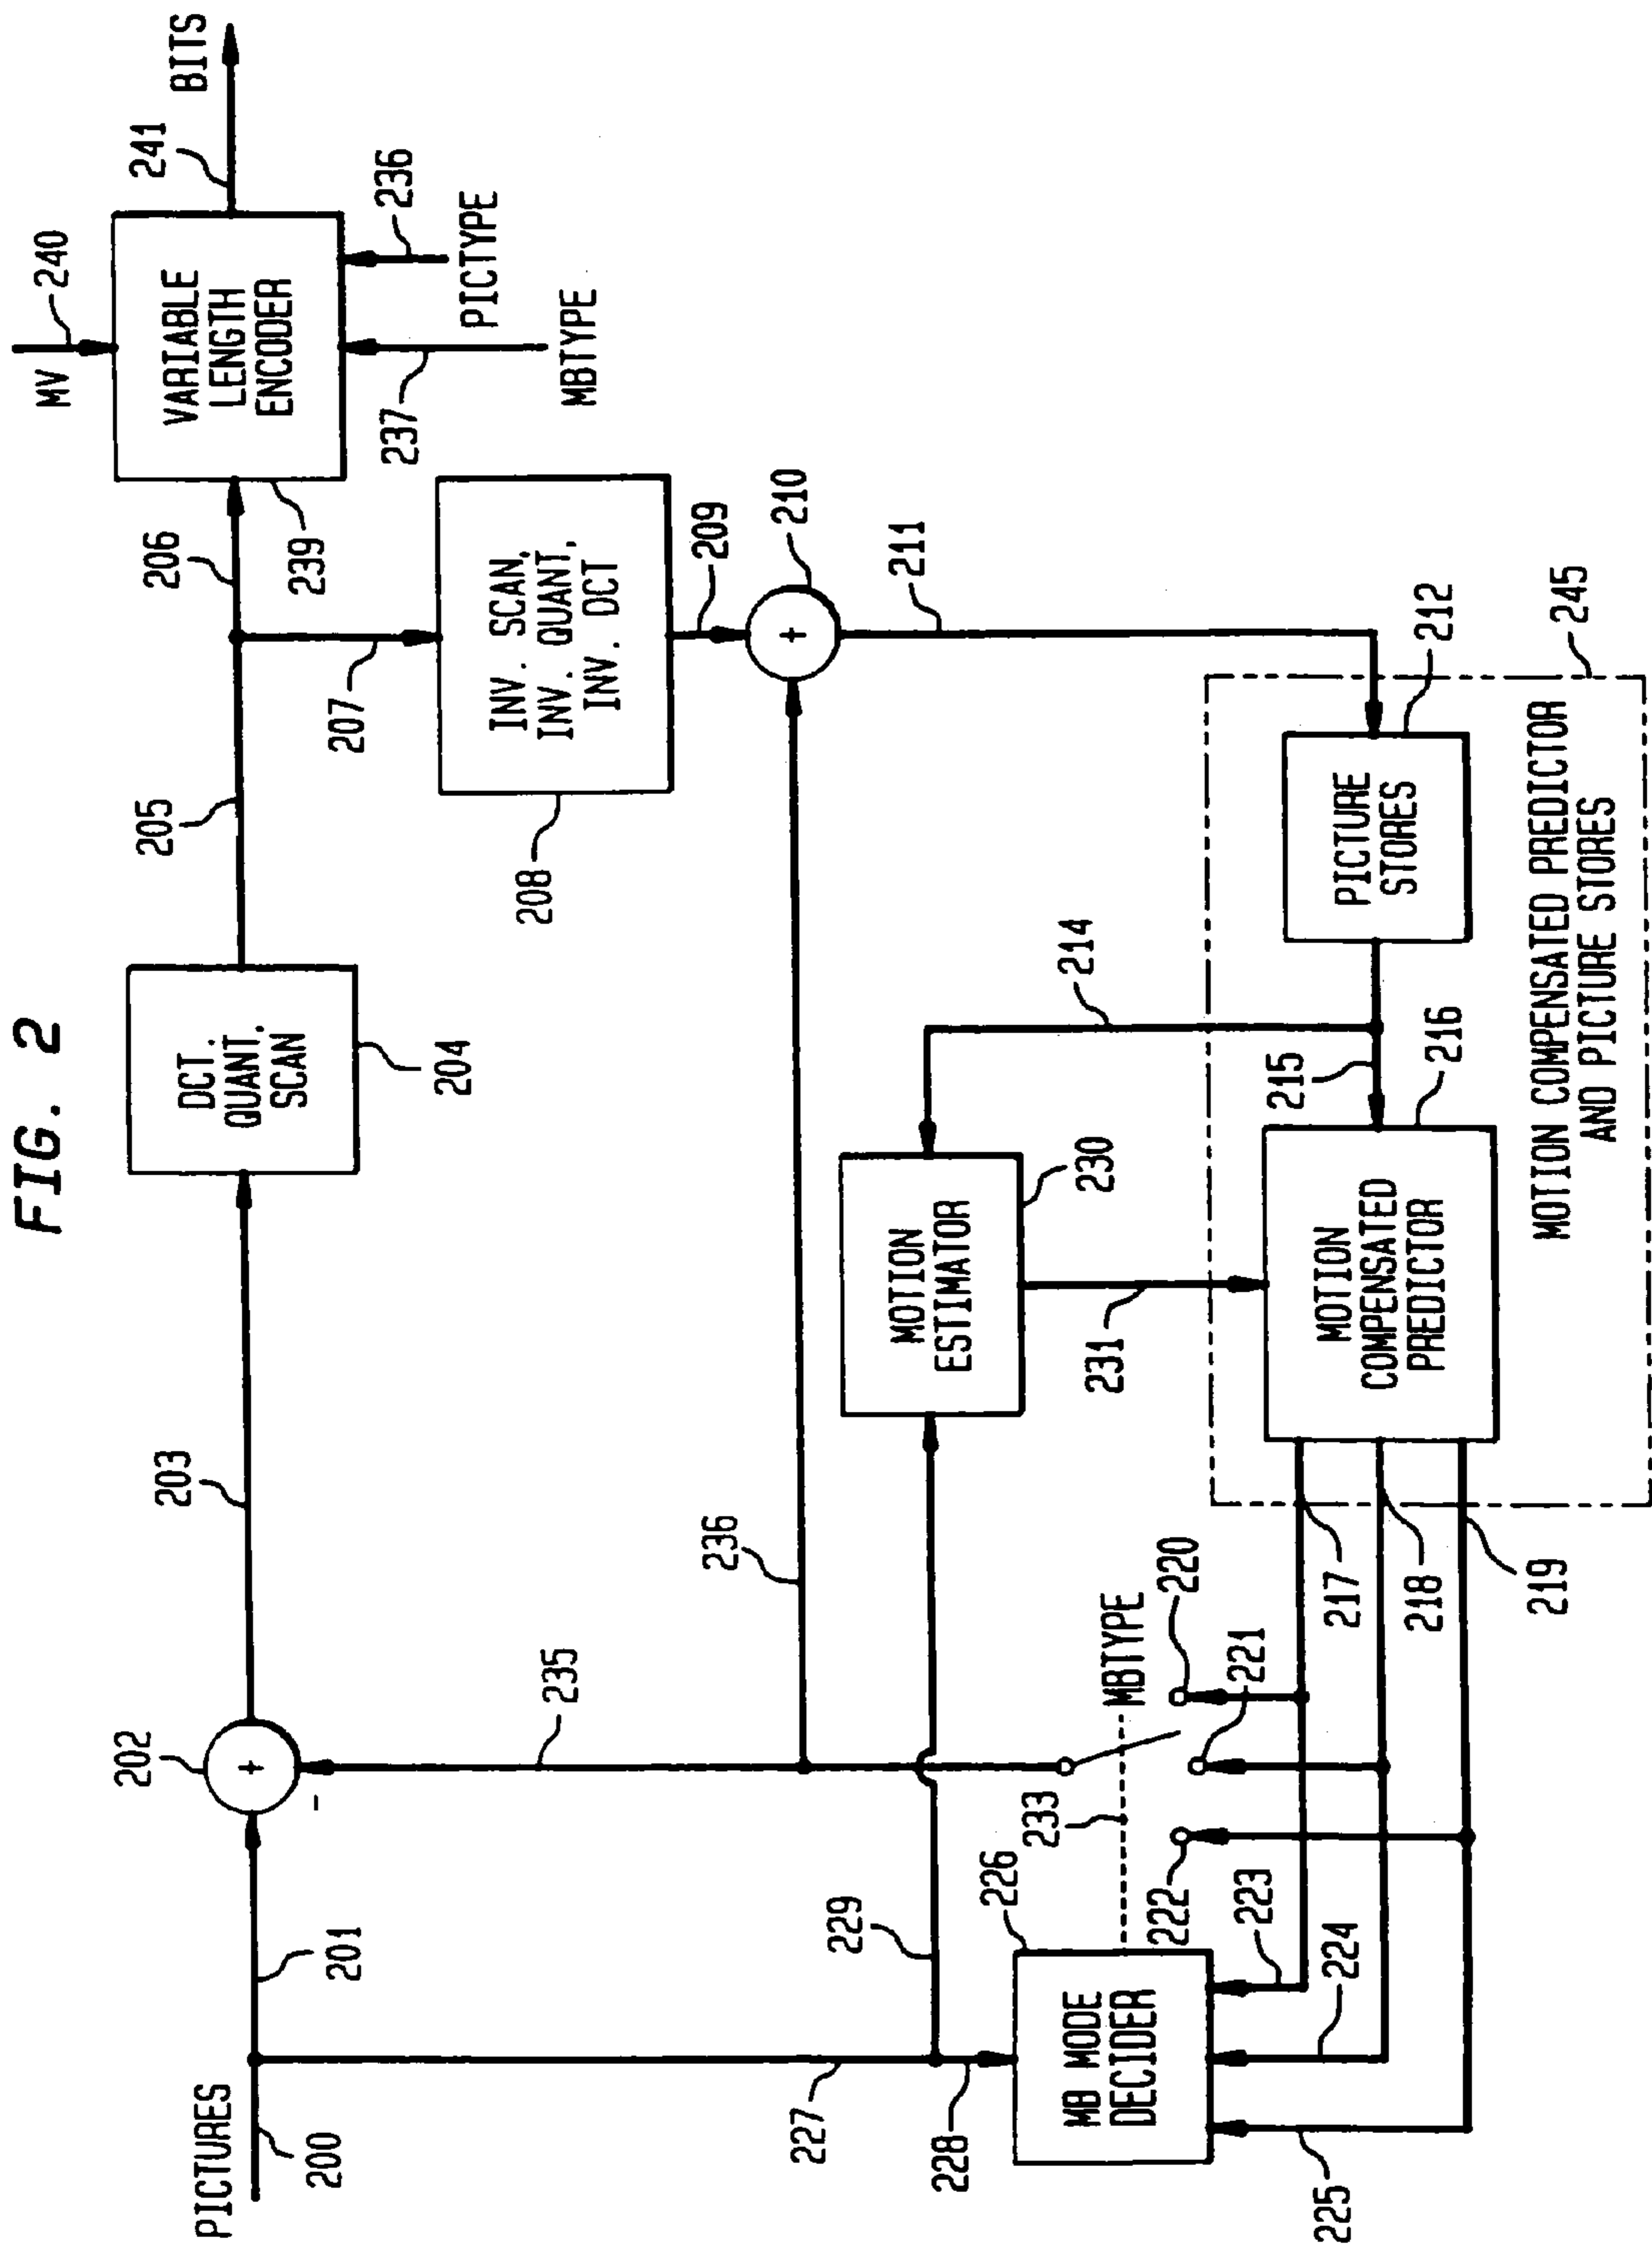 FIG. 2
PICTURES
200
201
202
+
-
203
DCT.
QUANT.
SCAN
204
205
206
207
MV
240
VARIABLE
LENGTH
ENCODER
239
241
BITS
236
PICTYPE
237
MBTYPE
INV. SCAN,
INV. QUANT,
INV. DCT
208
209
+
210
211
235
236
227
228
229
MOTION
ESTIMATOR
230
231
214
215
PICTURE
STORES
212
245
MOTION
COMPENSATED
PREDICTOR
216
MOTION COMPENSATED PREDICTOR
AND PICTURE STORES
217
218
219
MBTYPE
233
220
221
222
MB MODE
DECIDER
226
223
224
225